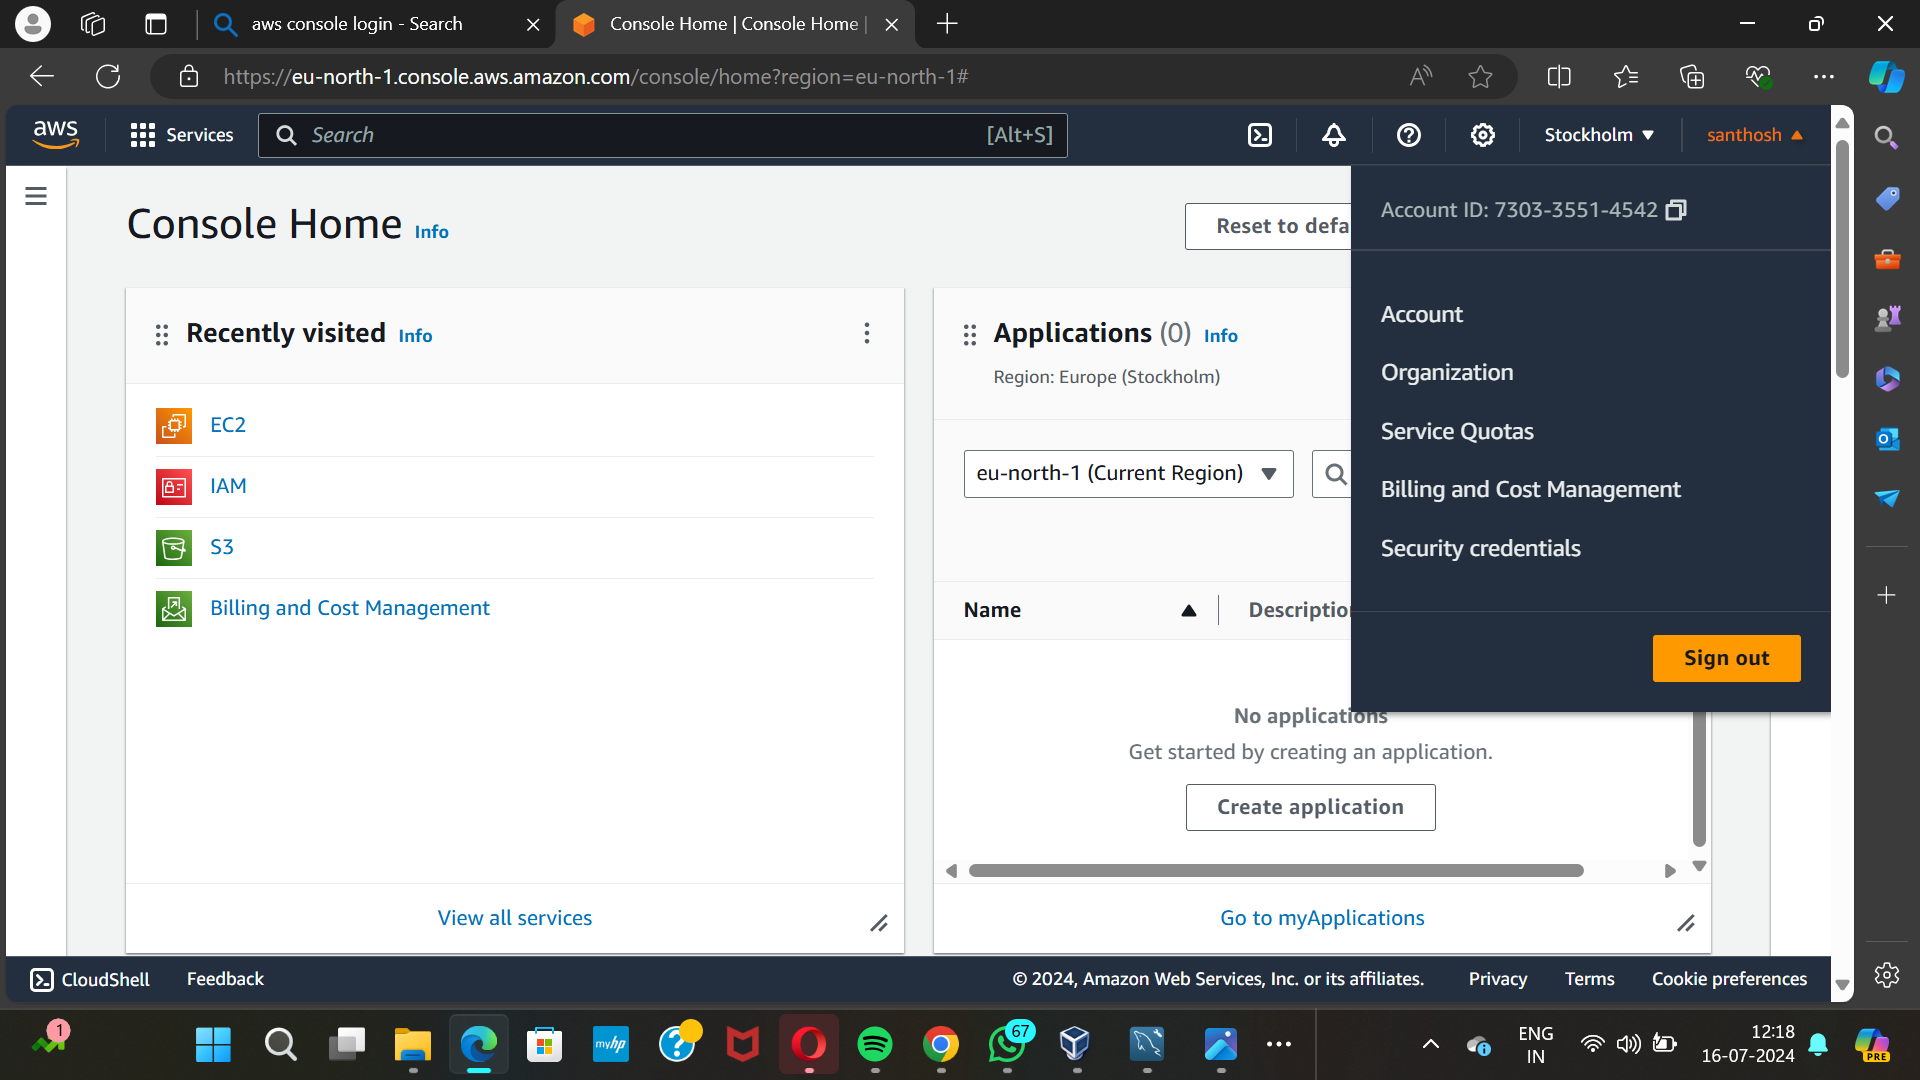 aws console login - Search
Console Home | Console Home |
https://eu-north-1.console.aws.amazon.com/console/home?region=eu-north-1#
aws
Services
Search
[Alt+S]
Stockholm
santhosh
Account ID: 7303-3551-4542
Console Home Info
Reset to defa
Account
Organization
Service Quotas
Billing and Cost Management
Security credentials
Sign out
Recently visited Info
EC2
IAM
S3
Billing and Cost Management
View all services
Applications (0) Info
Region: Europe (Stockholm)
eu-north-1 (Current Region)
Name
Descriptio
No applications
Get started by creating an application.
Create application
Go to myApplications
CloudShell
Feedback
© 2024, Amazon Web Services, Inc. or its affiliates.
Privacy
Terms
Cookie preferences
1
myhp
67
ENG
IN
12:18
16-07-2024
PRE